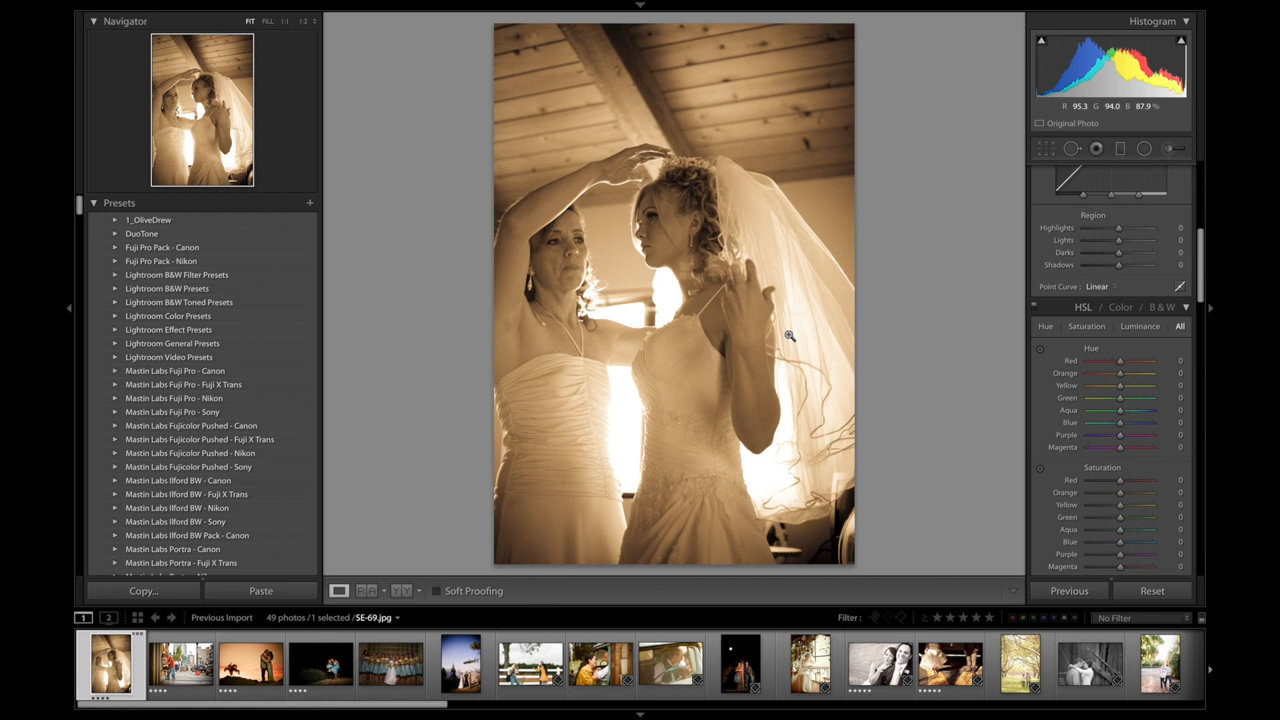 Navigator
FIT FILL 1:1 1:2
Presets +
1_OliveDrew
DuoTone
Fuji Pro Pack - Canon
Fuji Pro Pack - Nikon
Lightroom B&W Filter Presets
Lightroom B&W Presets
Lightroom B&W Toned Presets
Lightroom Color Presets
Lightroom Effect Presets
Lightroom General Presets
Lightroom Video Presets
Mastin Labs Fuji Pro - Canon
Mastin Labs Fuji Pro - Fuji X Trans
Mastin Labs Fuji Pro - Nikon
Mastin Labs Fuji Pro - Sony
Mastin Labs Fujicolor Pushed - Canon
Mastin Labs Fujicolor Pushed - Fuji X Trans
Mastin Labs Fujicolor Pushed - Nikon
Mastin Labs Fujicolor Pushed - Sony
Mastin Labs Ilford BW - Canon
Mastin Labs Ilford BW - Fuji X Trans
Mastin Labs Ilford BW - Nikon
Mastin Labs Ilford BW - Sony
Mastin Labs Ilford BW Pack - Canon
Mastin Labs Portra - Canon
Mastin Labs Portra - Fuji X Trans
Copy... Paste
Soft Proofing
Histogram
R 95.3 G 94.0 B 87.9 %
Original Photo
Region
Highlights 0
Lights 0
Darks 0
Shadows 0
Point Curve : Linear
HSL / Color / B & W
Hue Saturation Luminance All
Hue
Red 0
Orange 0
Yellow 0
Green 0
Aqua 0
Blue 0
Purple 0
Magenta 0
Saturation
Red 0
Orange 0
Yellow 0
Green 0
Aqua 0
Blue 0
Purple 0
Magenta 0
Previous Reset
1 2 Previous Import 49 photos / 1 selected / SE-69.jpg Filter : ≥ No Filter